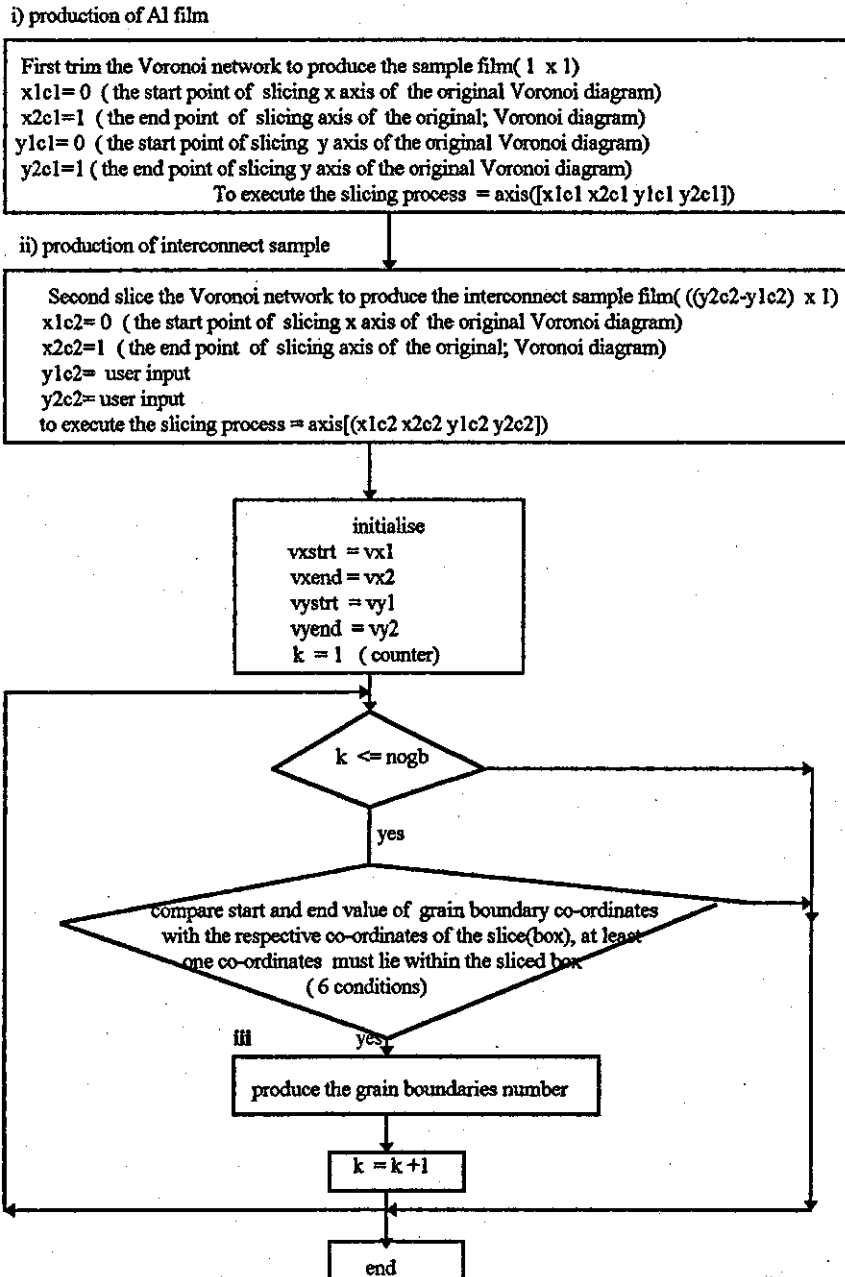 i) production of Al film
First trim the Voronoi network to produce the sample film( 1 x 1)
x1c1= 0 ( the start point of slicing x axis of the original Voronoi diagram)
x2c1=1 ( the end point of slicing axis of the original; Voronoi diagram)
y1c1= 0 ( the start point of slicing y axis of the original Voronoi diagram)
y2c1=1 ( the end point of slicing y axis of the original Voronoi diagram)
To execute the slicing process = axis([x1c1 x2c1 y1c1 y2c1])
ii) production of interconnect sample
Second slice the Voronoi network to produce the interconnect sample film( ((y2c2-y1c2) x 1)
x1c2= 0 ( the start point of slicing x axis of the original Voronoi diagram)
x2c2=1 ( the end point of slicing axis of the original; Voronoi diagram)
y1c2= user input
y2c2= user input
to execute the slicing process = axis[(x1c2 x2c2 y1c2 y2c2])
initialise
vxstrt = vx1
vxend = vx2
vystrt = vy1
vyend = vy2
k = 1 ( counter)
k <= nogb
yes
compare start and end value of grain boundary co-ordinates
with the respective co-ordinates of the slice(box), at least
one co-ordinates must lie within the sliced box
( 6 conditions)
iii yes
produce the grain boundaries number
k = k +1
end